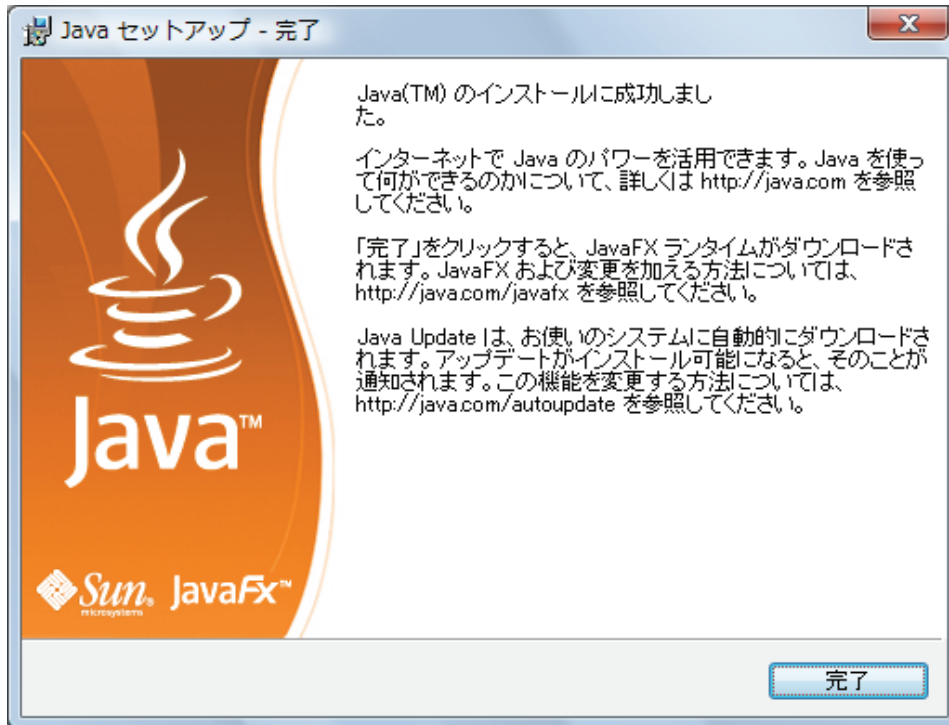 Java セットアップ - 完了
Java(TM) のインストールに成功しまし
た。
インターネットで Java のパワーを活用できます。Java を使っ
て何ができるのかについて、詳しくは http://java.com を参照
してください。
「完了」をクリックすると、JavaFX ランタイムがダウンロードさ
れます。JavaFX および変更を加える方法については、
http://java.com/javafx を参照してください。
Java Update は、お使いのシステムに自動的にダウンロードさ
れます。アップデートがインストール可能になると、そのことが
通知されます。この機能を変更する方法については、
http://java.com/autoupdate を参照してください。
Java™
Sun microsystems JavaFX™
完了